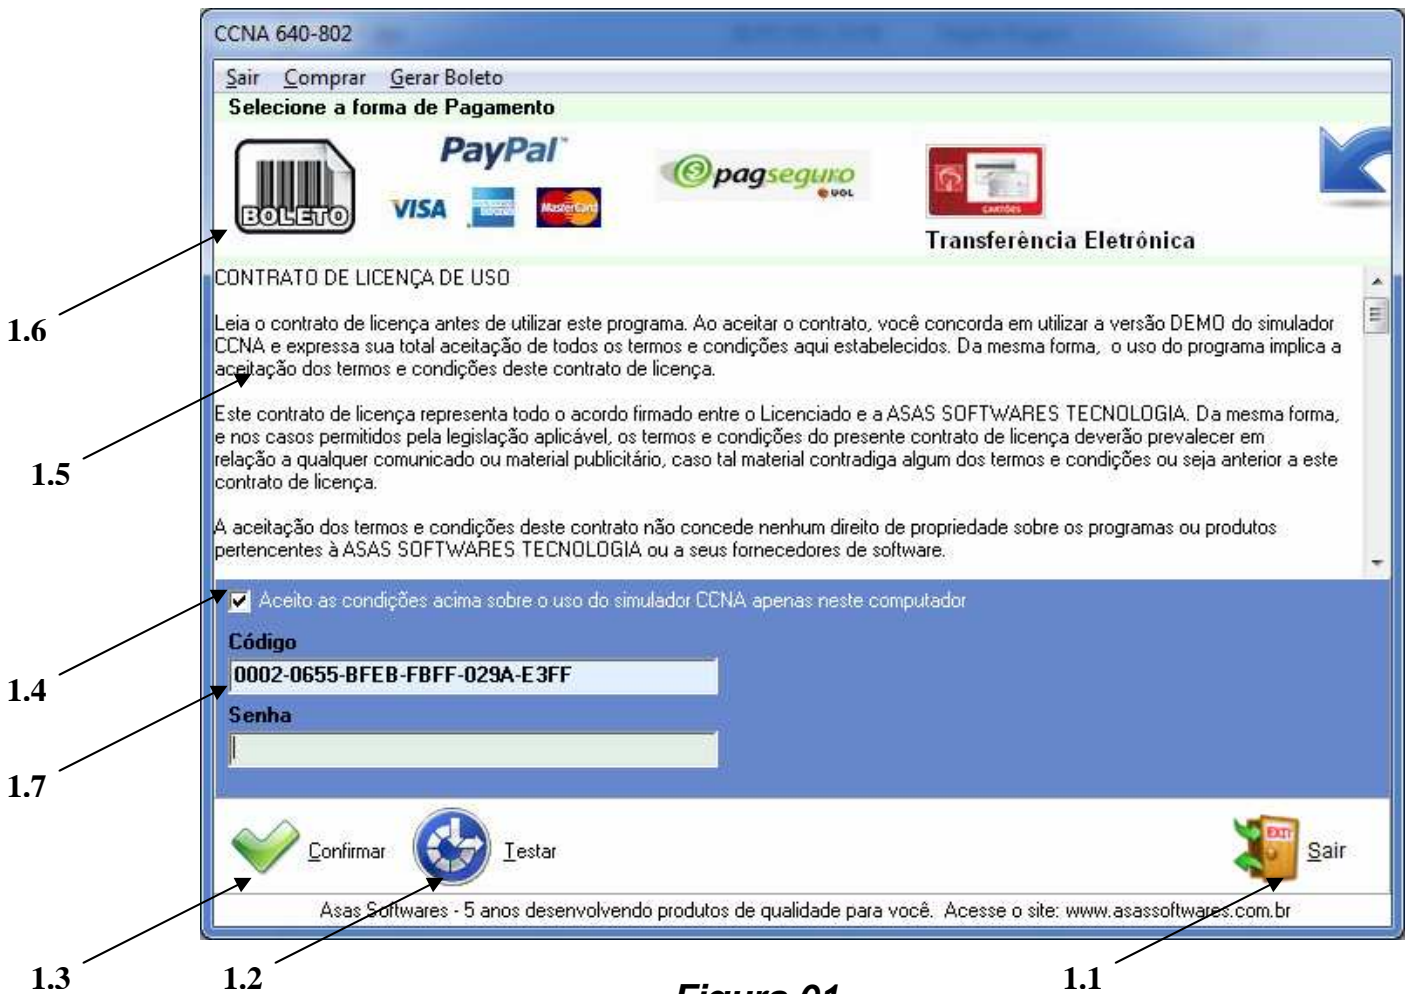 CCNA 640-802
Sair Comprar Gerar Boleto
Selecione a forma de Pagamento
BOLETO
PayPal™
VISA AMERICAN EXPRESS MasterCard
pagseguro
UOL
CARTÕES
Transferência Eletrônica
1.6
CONTRATO DE LICENÇA DE USO
Leia o contrato de licença antes de utilizar este programa. Ao aceitar o contrato, você concorda em utilizar a versão DEMO do simulador
CCNA e expressa sua total aceitação de todos os termos e condições aqui estabelecidos. Da mesma forma, o uso do programa implica a
aceitação dos termos e condições deste contrato de licença.
1.5
Este contrato de licença representa todo o acordo firmado entre o Licenciado e a ASAS SOFTWARES TECNOLOGIA. Da mesma forma,
e nos casos permitidos pela legislação aplicável, os termos e condições do presente contrato de licença deverão prevalecer em
relação a qualquer comunicado ou material publicitário, caso tal material contradiga algum dos termos e condições ou seja anterior a este
contrato de licença.
A aceitação dos termos e condições deste contrato não concede nenhum direito de propriedade sobre os programas ou produtos
pertencentes à ASAS SOFTWARES TECNOLOGIA ou a seus fornecedores de software.
Aceito as condições acima sobre o uso do simulador CCNA apenas neste computador
1.4
Código
0002-0655-BFEB-FBFF-029A-E3FF
1.7
Senha
Confirmar Testar EXIT Sair
Asas Softwares - 5 anos desenvolvendo produtos de qualidade para você. Acesse o site: www.asassoftwares.com.br
1.3 1.2 1.1
Figura 01